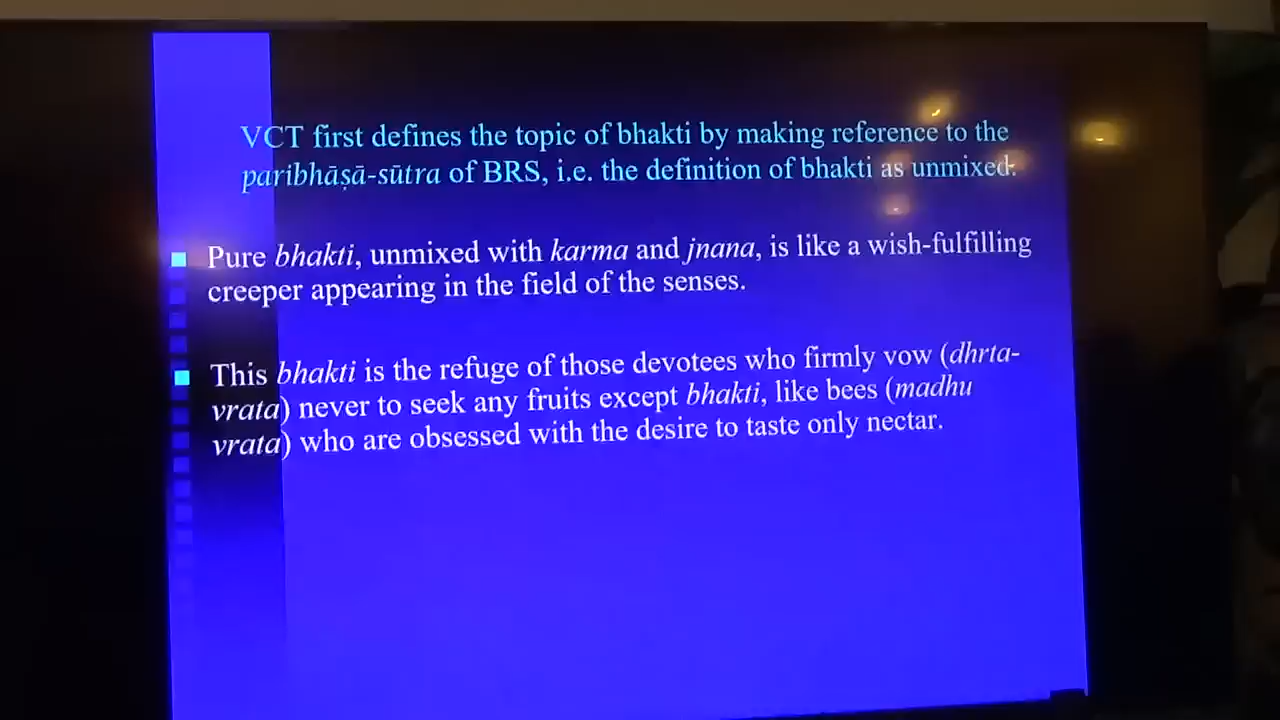 VCT first defines the topic of bhakti by making reference to the
paribhāṣā-sūtra of BRS, i.e. the definition of bhakti as unmixed.
Pure bhakti, unmixed with karma and jnana, is like a wish-fulfilling
creeper appearing in the field of the senses.
This bhakti is the refuge of those devotees who firmly vow (dhrta-
vrata) never to seek any fruits except bhakti, like bees (madhu
vrata) who are obsessed with the desire to taste only nectar.